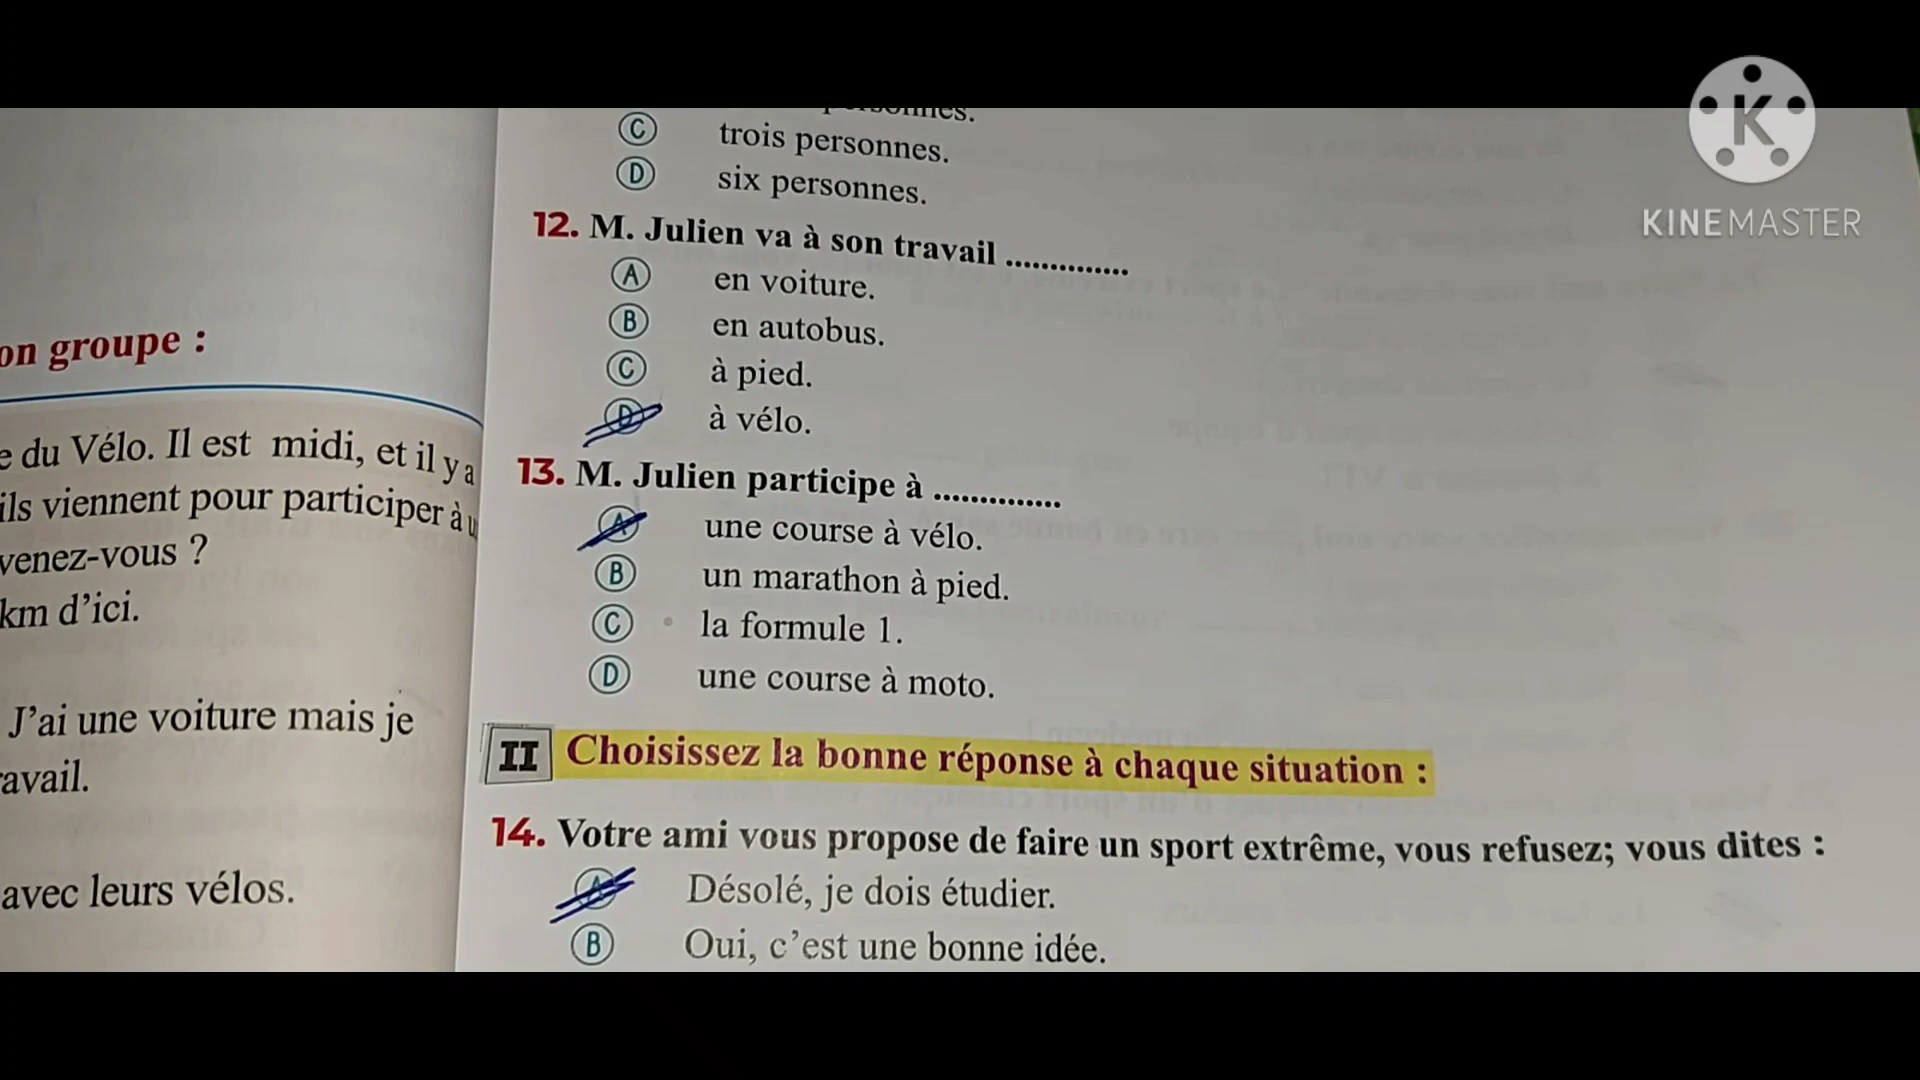 on groupe :
du Vélo. Il est midi, et il y a
ils viennent pour participer à
venez-vous ?
km d'ici.
J'ai une voiture mais je
avail.
avec leurs vélos.
personnes.
C trois personnes.
D six personnes.
12. M. Julien va à son travail ..............
A en voiture.
B en autobus.
C à pied.
D à vélo.
13. M. Julien participe à ..............
A une course à vélo.
B un marathon à pied.
C la formule 1.
D une course à moto.
II Choisissez la bonne réponse à chaque situation :
14. Votre ami vous propose de faire un sport extrême, vous refusez; vous dites :
A Désolé, je dois étudier.
B Oui, c'est une bonne idée.
K
KINEMASTER